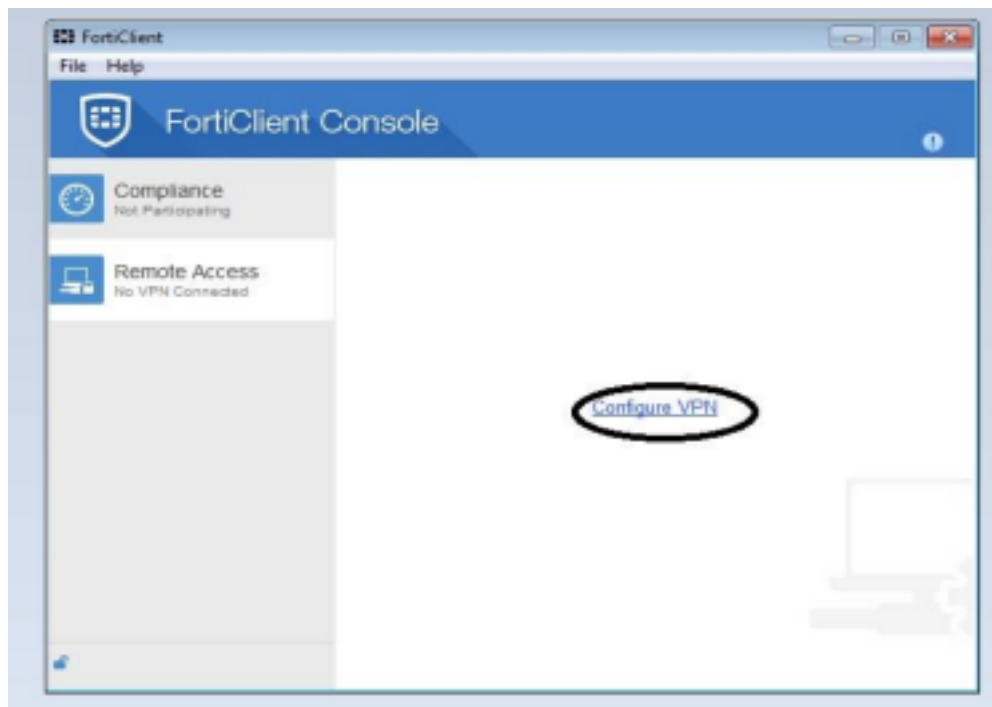 FortiClient
File Help
FortiClient Console
Compliance
Not Participating
Remote Access
No VPN Connected
Configure VPN